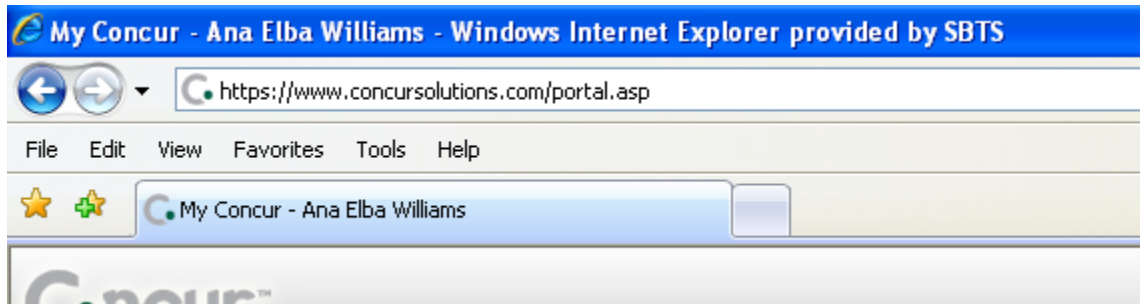 My Concur - Ana Elba Williams - Windows Internet Explorer provided by SBTS
https://www.concursolutions.com/portal.asp
File Edit View Favorites Tools Help
My Concur - Ana Elba Williams